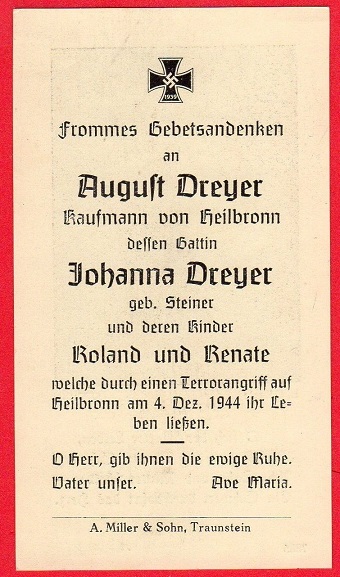 1939
Frommes Gebetsandenken
an
August Dreyer
Kaufmann von Heilbronn
dessen Gattin
Johanna Dreyer
geb. Steiner
und deren Kinder
Roland und Renate
welche durch einen Terrorangriff auf
Heilbronn am 4. Dez. 1944 ihr Le=
ben ließen.
O Herr, gib ihnen die ewige Ruhe.
Vater unser. Ave Maria.
A. Miller & Sohn, Traunstein